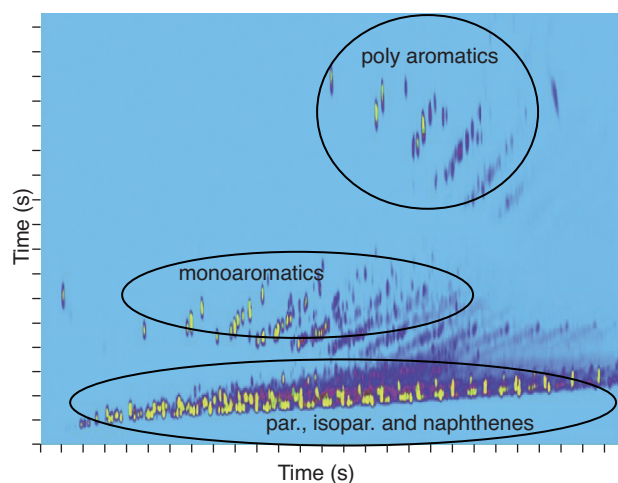 poly aromatics
Time (s)
monoaromatics
par., isopar. and naphthenes
Time (s)